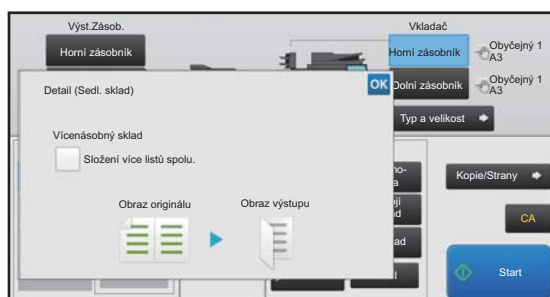 Výst.Zásob.
Vkladač
Horní zásobník
Horní zásobník
Obyčejný 1
A3
Detail (Sedl. sklad)
OK
Dolní zásobník
Obyčejný 1
A3
Typ a velikost
Vícenásobný sklad
Složení více listů spolu.
Kopie/Strany
Obraz originálu
Obraz výstupu
CA
Start